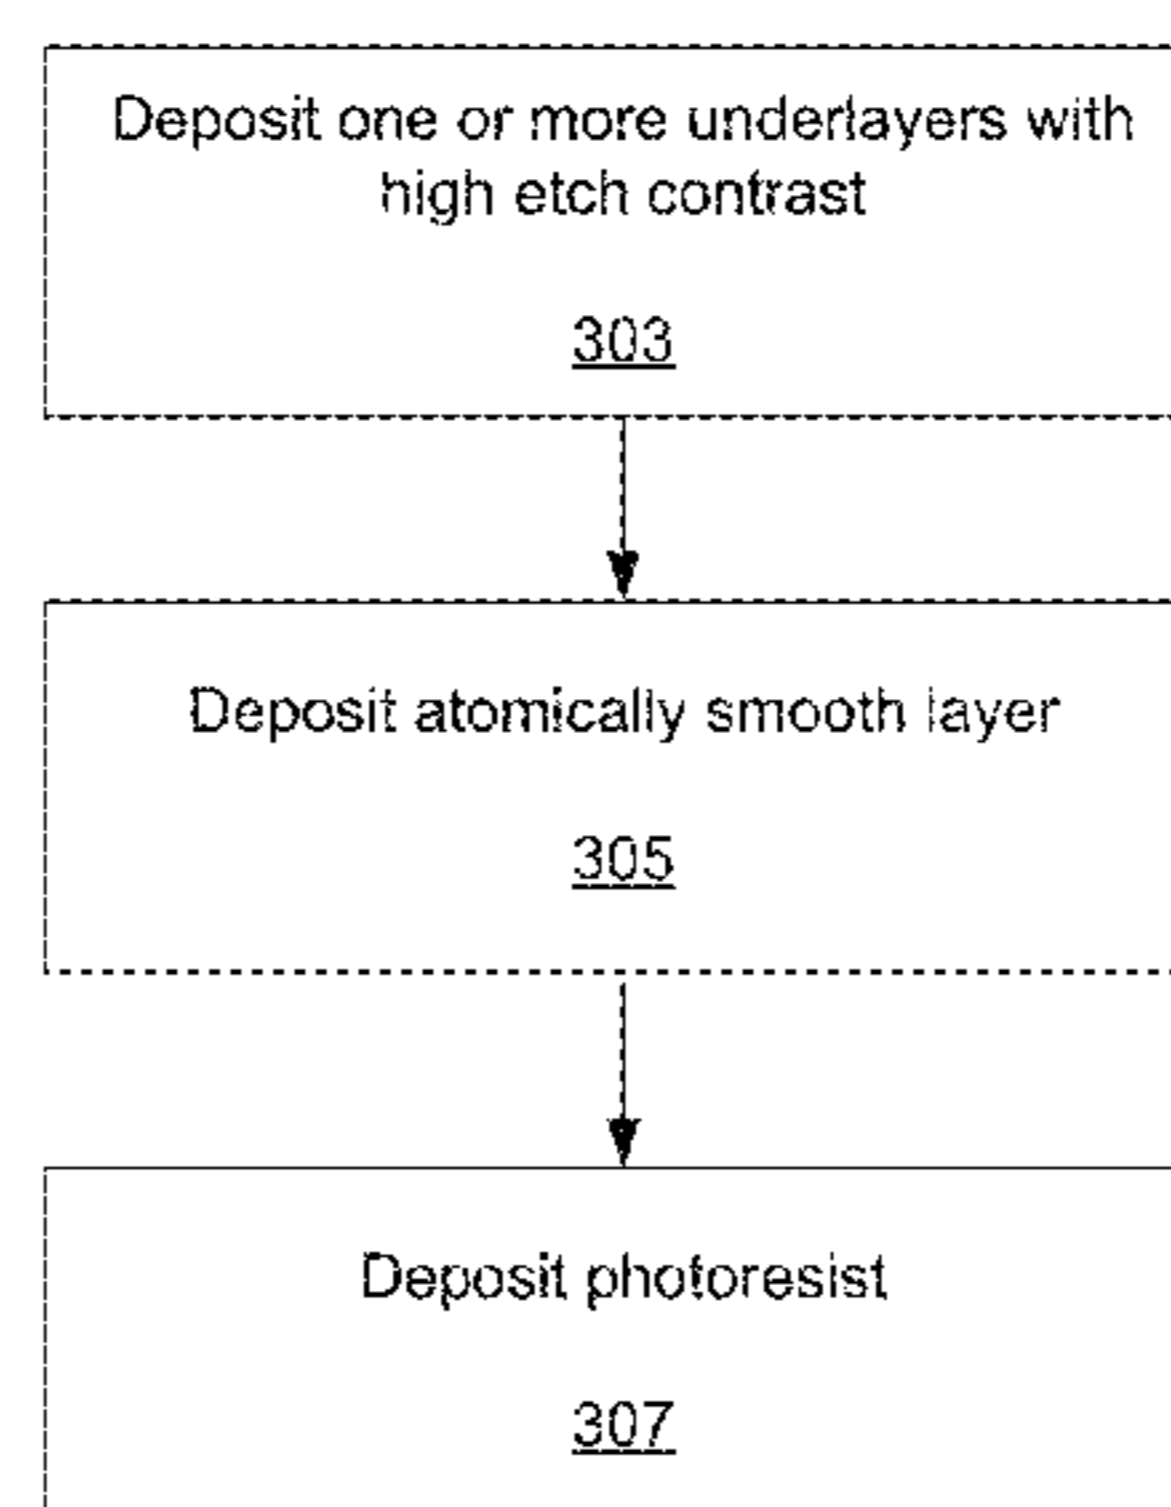 Deposit one or more underlayers with
high etch contrast
303
Deposit atomically smooth layer
305
Deposit photoresist
307